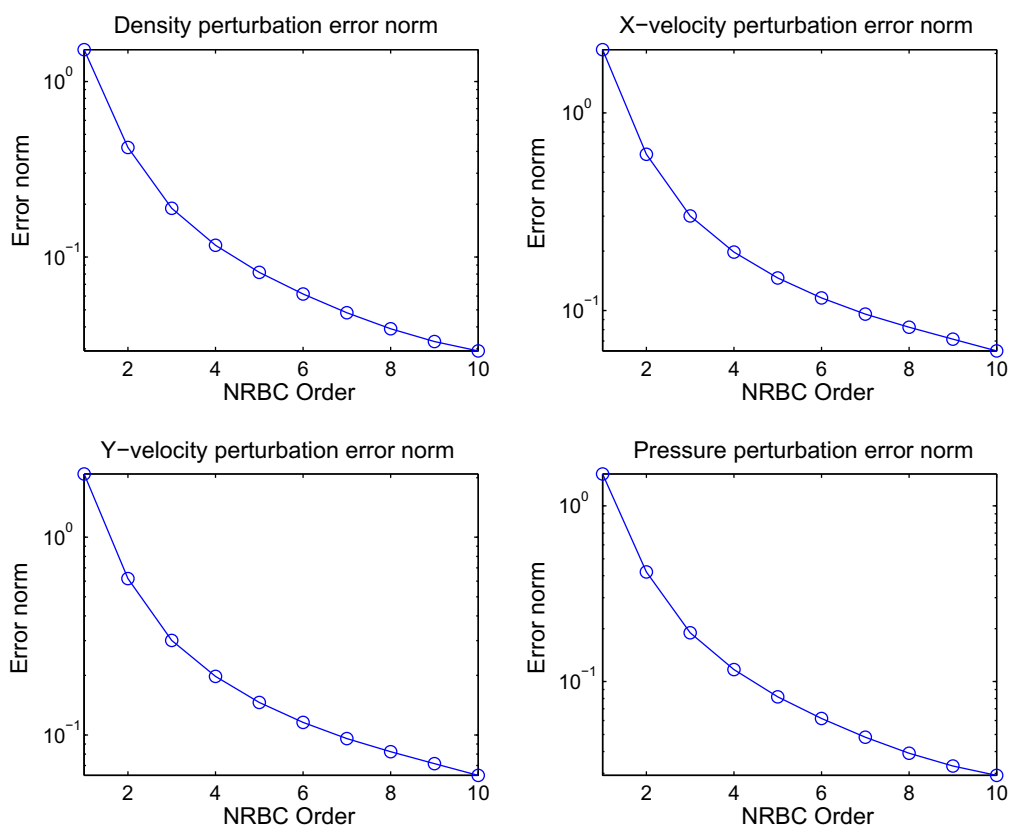 Density perturbation error norm
10^0
10^−1
Error norm
2 4 6 8 10
NRBC Order
X−velocity perturbation error norm
10^0
10^−1
Error norm
2 4 6 8 10
NRBC Order
Y−velocity perturbation error norm
10^0
10^−1
Error norm
2 4 6 8 10
NRBC Order
Pressure perturbation error norm
10^0
10^−1
Error norm
2 4 6 8 10
NRBC Order